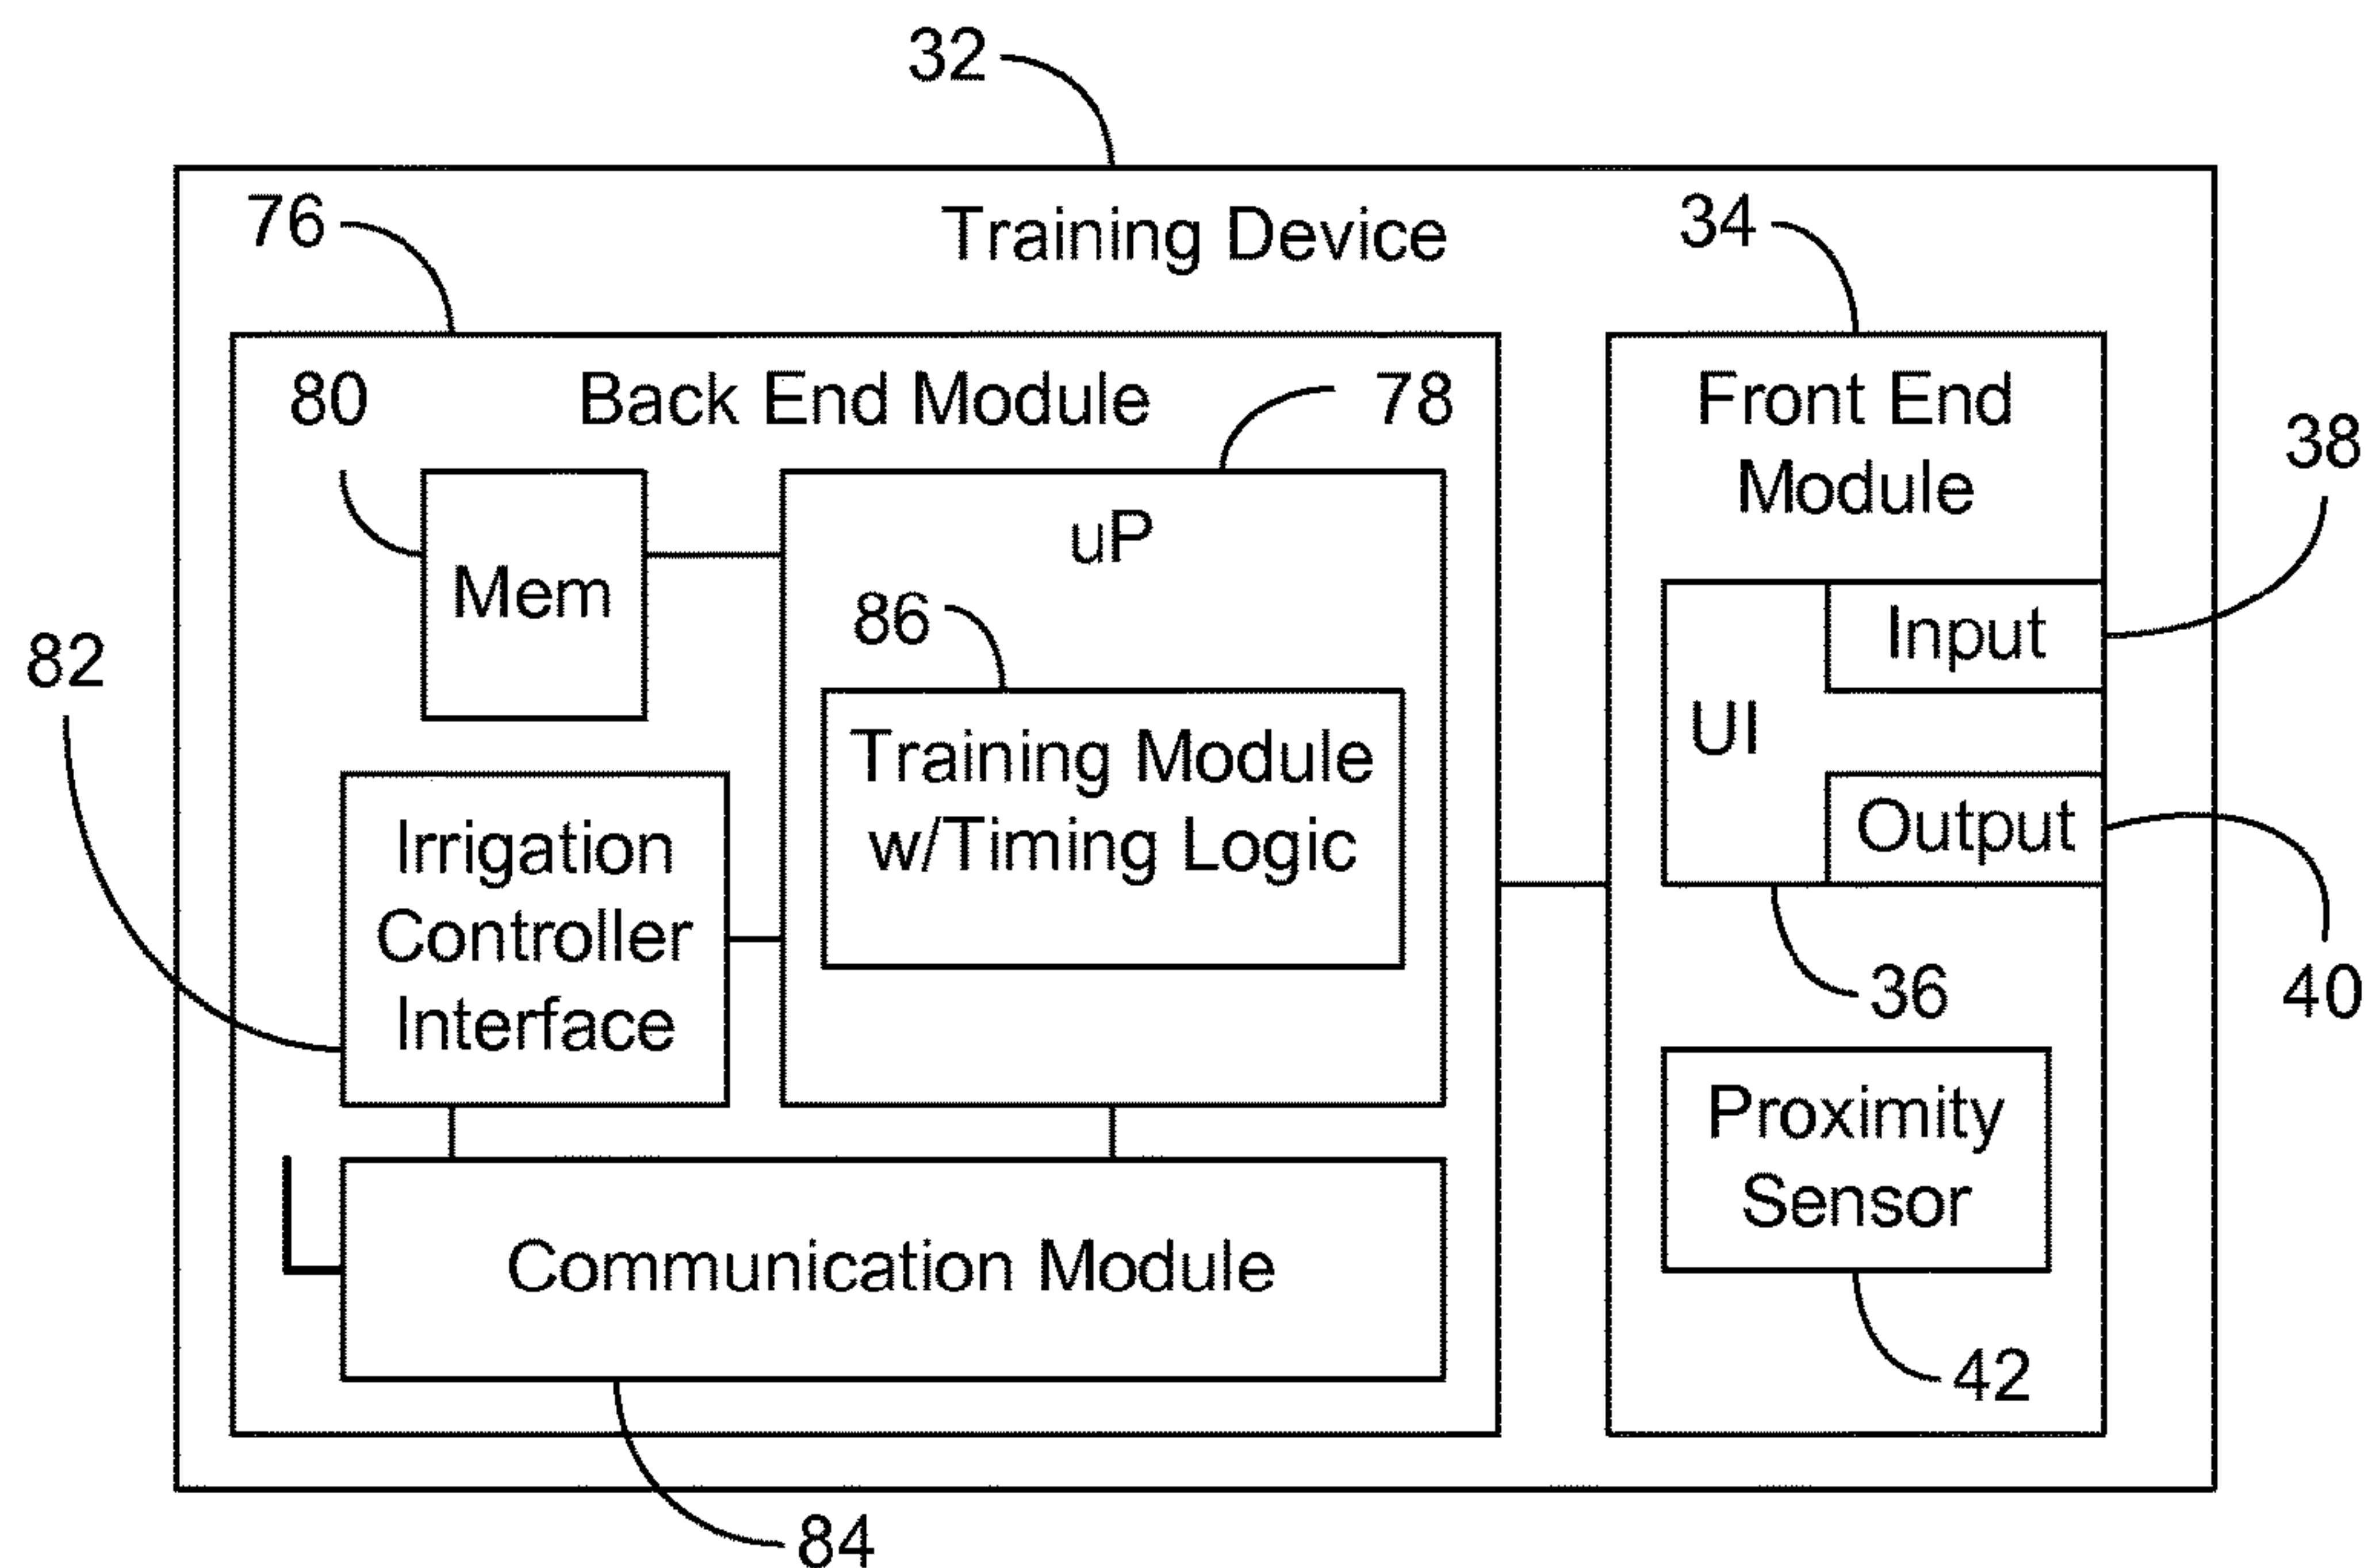 32
Training Device
76
34
Back End Module
78
80
Mem
uP
86
Training Module
w/Timing Logic
82
Irrigation
Controller
Interface
Communication Module
84
Front End
Module
38
Input
UI
Output
36
40
Proximity
Sensor
42